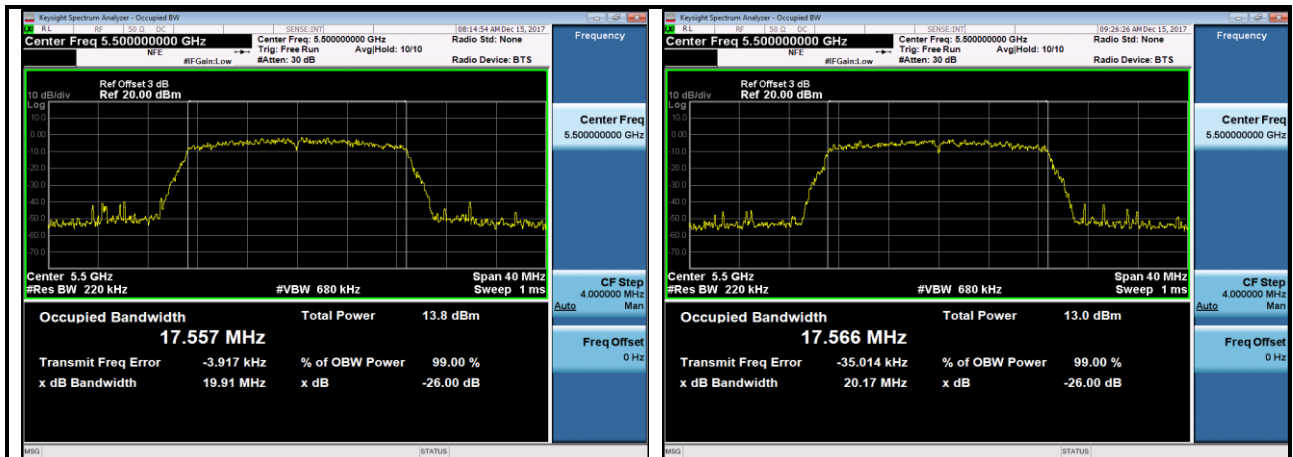 Keysight Spectrum Analyzer - Occupied BW
RL RF 50 Ω DC SENSE:INT 08:14:54 AM Dec 15, 2017
Center Freq 5.500000000 GHz Center Freq: 5.500000000 GHz Radio Std: None
NFE Trig: Free Run Avg|Hold: 10/10
#IFGain:Low #Atten: 30 dB Radio Device: BTS
Ref Offset 3 dB
10 dB/div Ref 20.00 dBm
Log
10.0
0.00
-10.0
-20.0
-30.0
-40.0
-50.0
-60.0
-70.0
Center 5.5 GHz Span 40 MHz
#Res BW 220 kHz #VBW 680 kHz Sweep 1 ms
Occupied Bandwidth Total Power 13.8 dBm
17.557 MHz
Transmit Freq Error -3.917 kHz % of OBW Power 99.00 %
x dB Bandwidth 19.91 MHz x dB -26.00 dB
MSG STATUS
Frequency
Center Freq
5.500000000 GHz
CF Step
4.000000 MHz
Auto Man
Freq Offset
0 Hz
Keysight Spectrum Analyzer - Occupied BW
RL RF 50 Ω DC SENSE:INT 09:26:26 AM Dec 15, 2017
Center Freq 5.500000000 GHz Center Freq: 5.500000000 GHz Radio Std: None
NFE Trig: Free Run Avg|Hold: 10/10
#IFGain:Low #Atten: 30 dB Radio Device: BTS
Ref Offset 3 dB
10 dB/div Ref 20.00 dBm
Log
10.0
0.00
-10.0
-20.0
-30.0
-40.0
-50.0
-60.0
-70.0
Center 5.5 GHz Span 40 MHz
#Res BW 220 kHz #VBW 680 kHz Sweep 1 ms
Occupied Bandwidth Total Power 13.0 dBm
17.566 MHz
Transmit Freq Error -35.014 kHz % of OBW Power 99.00 %
x dB Bandwidth 20.17 MHz x dB -26.00 dB
MSG STATUS
Frequency
Center Freq
5.500000000 GHz
CF Step
4.000000 MHz
Auto Man
Freq Offset
0 Hz